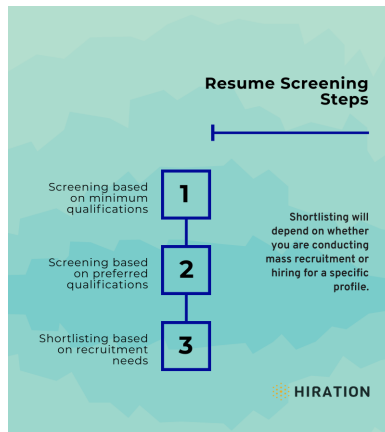 Resume Screening
Steps
Screening based
on minimum
qualifications
1
Screening based
on preferred
qualifications
2
Shortlisting based
on recruitment
needs
3
Shortlisting will
depend on whether
you are conducting
mass recruitment or
hiring for a specific
profile.
HIRATION